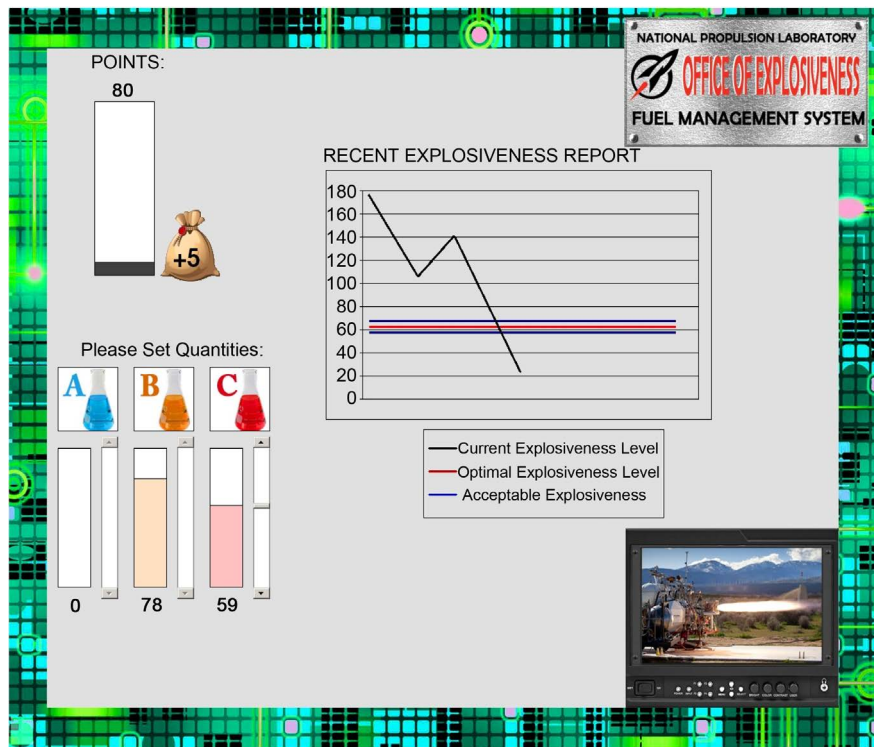 POINTS:
80
+5
NATIONAL PROPULSION LABORATORY
OFFICE OF EXPLOSIVENESS
FUEL MANAGEMENT SYSTEM
RECENT EXPLOSIVENESS REPORT
180
160
140
120
100
80
60
40
20
0
Current Explosiveness Level
Optimal Explosiveness Level
Acceptable Explosiveness
Please Set Quantities:
A B C
0 78 59